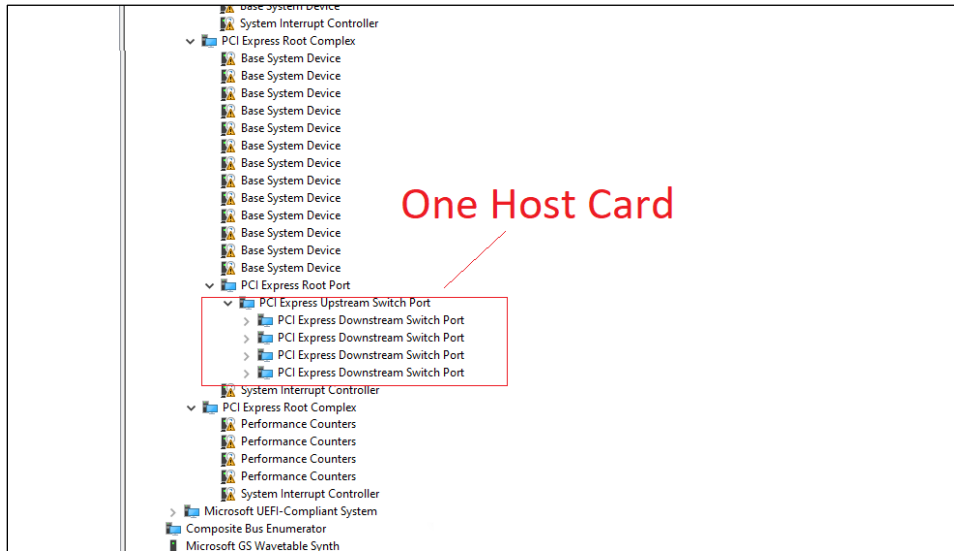 Base System Device
System Interrupt Controller
PCI Express Root Complex
Base System Device
Base System Device
Base System Device
Base System Device
Base System Device
Base System Device
Base System Device
Base System Device
Base System Device
Base System Device
Base System Device
Base System Device
Base System Device
One Host Card
PCI Express Root Port
PCI Express Upstream Switch Port
PCI Express Downstream Switch Port
PCI Express Downstream Switch Port
PCI Express Downstream Switch Port
PCI Express Downstream Switch Port
System Interrupt Controller
PCI Express Root Complex
Performance Counters
Performance Counters
Performance Counters
Performance Counters
System Interrupt Controller
Microsoft UEFI-Compliant System
Composite Bus Enumerator
Microsoft GS Wavetable Synth